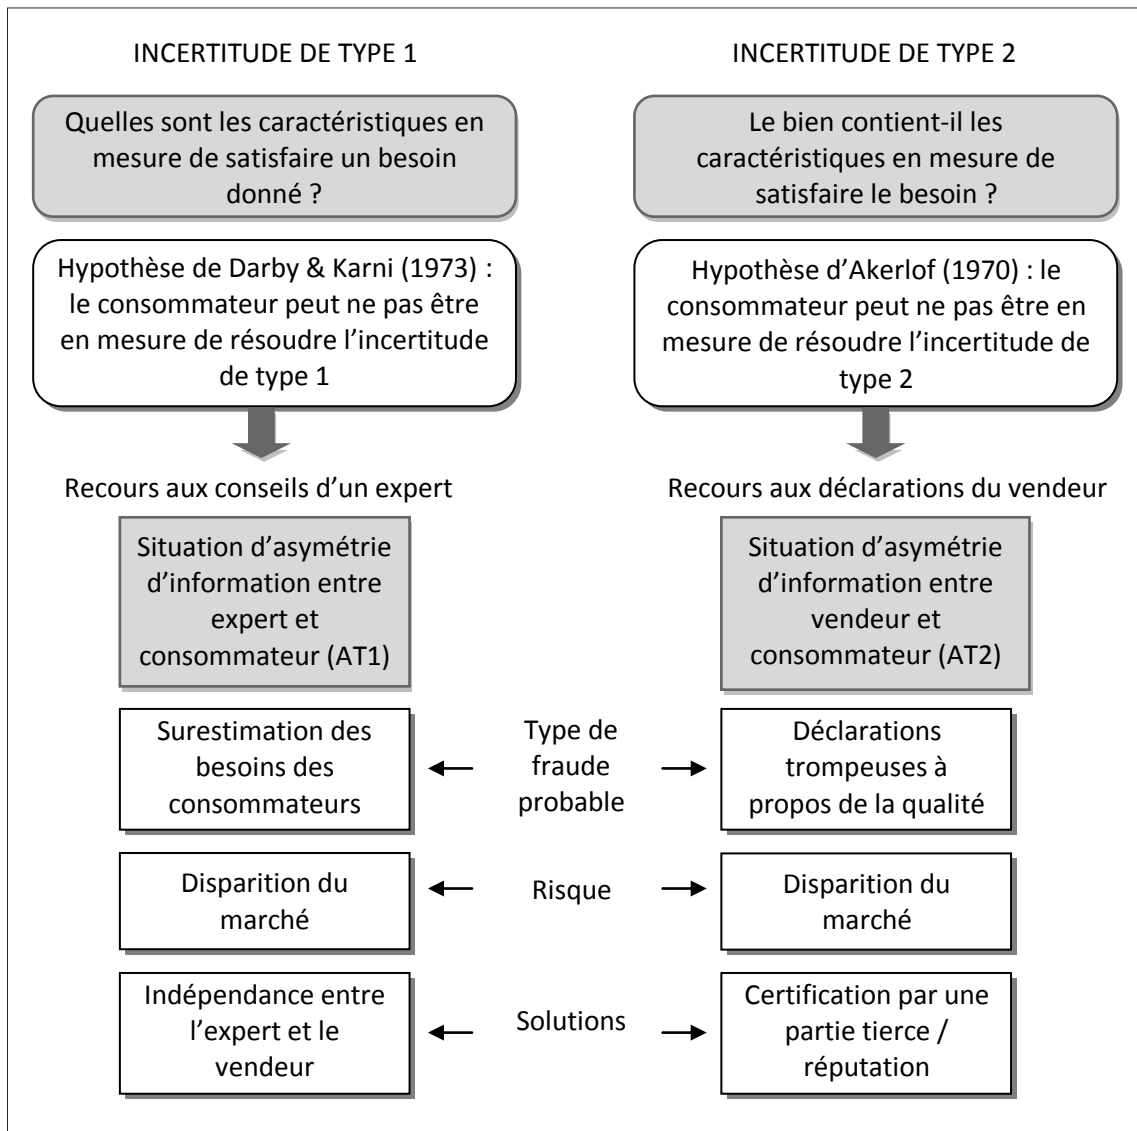 INCERTITUDE DE TYPE 1
Quelles sont les caractéristiques en
mesure de satisfaire un besoin
donné ?
Hypothèse de Darby & Karni (1973) :
le consommateur peut ne pas être
en mesure de résoudre l’incertitude
de type 1
Recours aux conseils d’un expert
Situation d’asymétrie
d’information entre
expert et
consommateur (AT1)
INCERTITUDE DE TYPE 2
Le bien contient-il les
caractéristiques en mesure de
satisfaire le besoin ?
Hypothèse d’Akerlof (1970) : le
consommateur peut ne pas être en
mesure de résoudre l’incertitude de
type 2
Recours aux déclarations du vendeur
Situation d’asymétrie
d’information entre
vendeur et
consommateur (AT2)
Surestimation des
besoins des
consommateurs
Type de
fraude
probable
Déclarations
trompeuses à
propos de la qualité
Disparition du
marché
Risque
Disparition du
marché
Indépendance entre
l’expert et le
vendeur
Solutions
Certification par une
partie tierce /
réputation